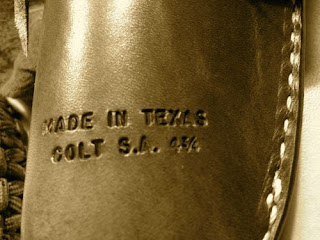 MADE IN TEXAS
COLT S.A. 4¾